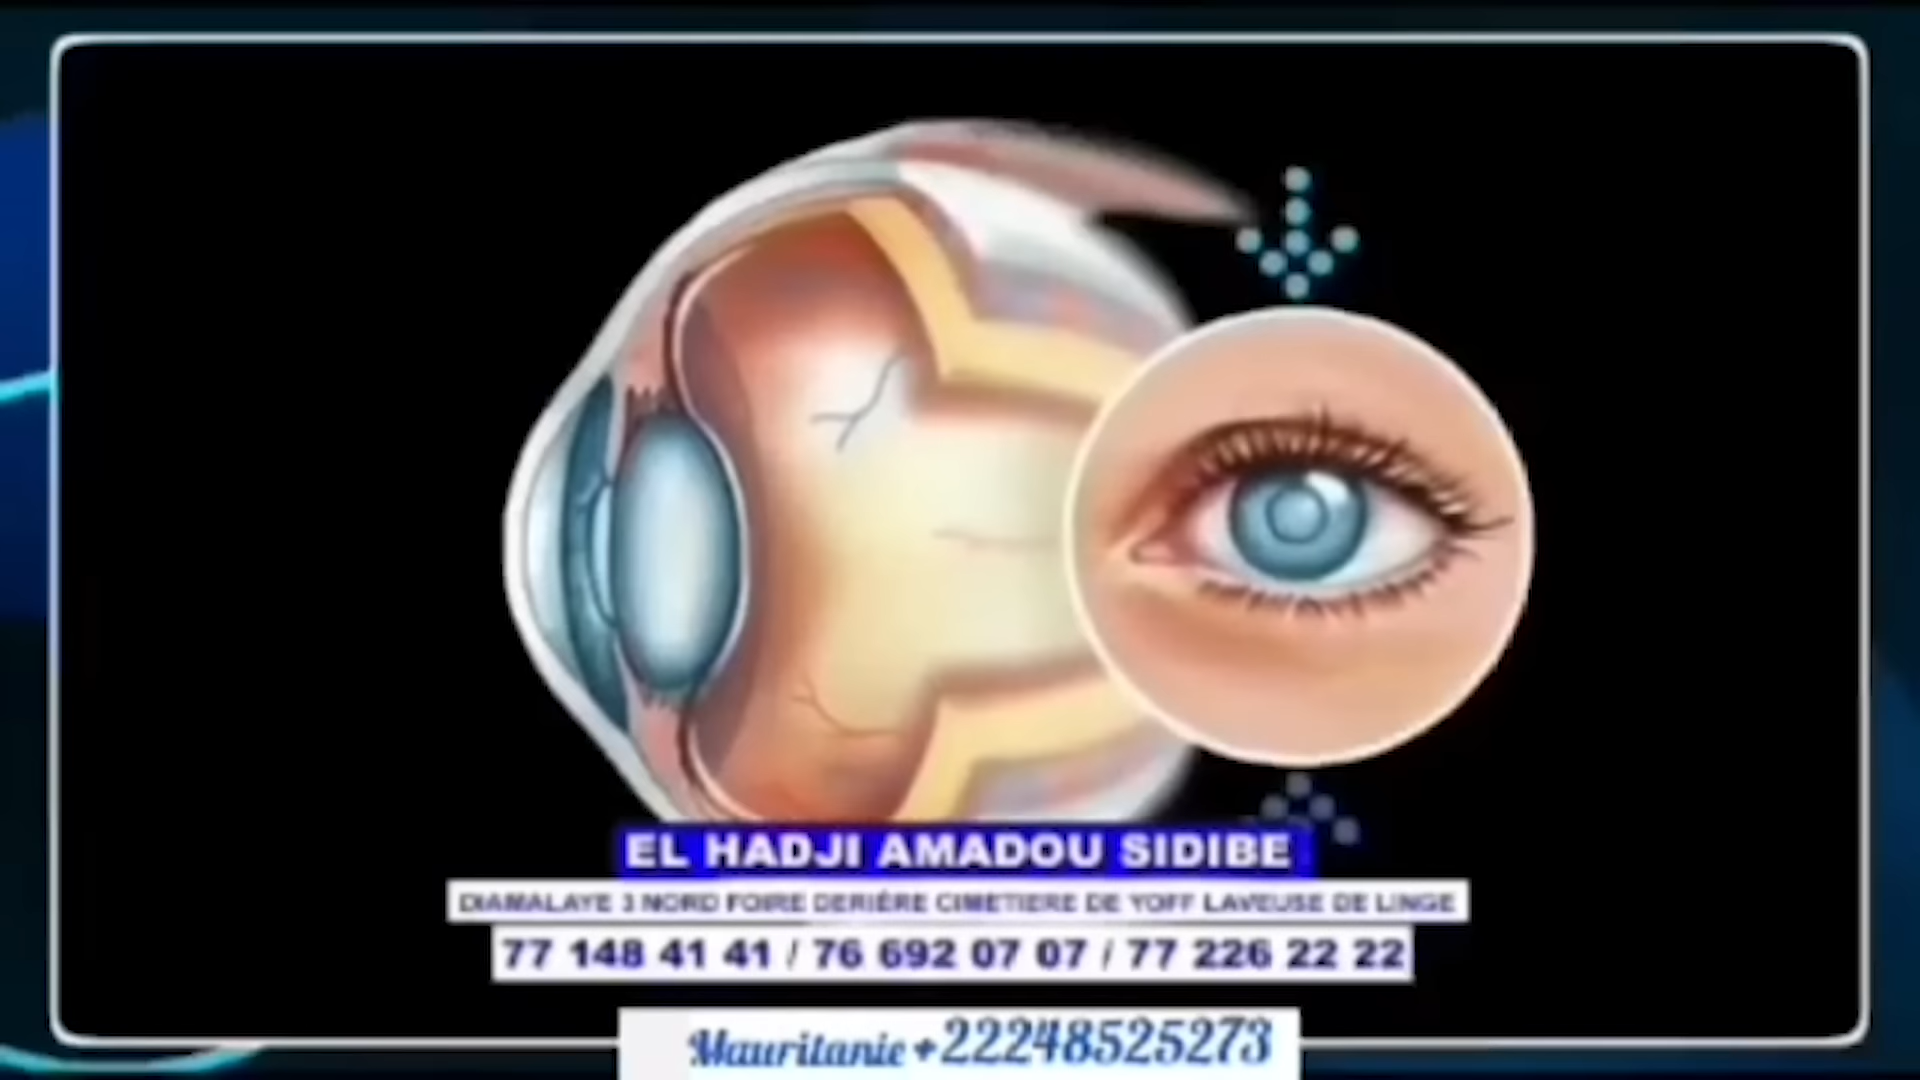 EL HADJI AMADOU SIDIBE
DIAMALAYE 3 NORD FOIRE DERIÉRE CIMETIERE DE YOFF LAVEUSE DE LINGE
77 148 41 41 / 76 692 07 07 / 77 226 22 22
Mauritanie +22248525273